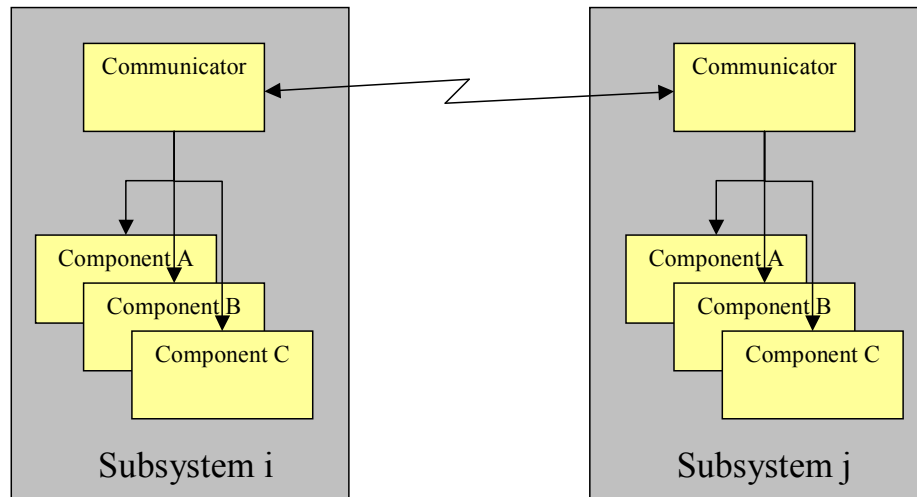 Communicator
Component A
Component B
Component C
Subsystem i
Communicator
Component A
Component B
Component C
Subsystem j